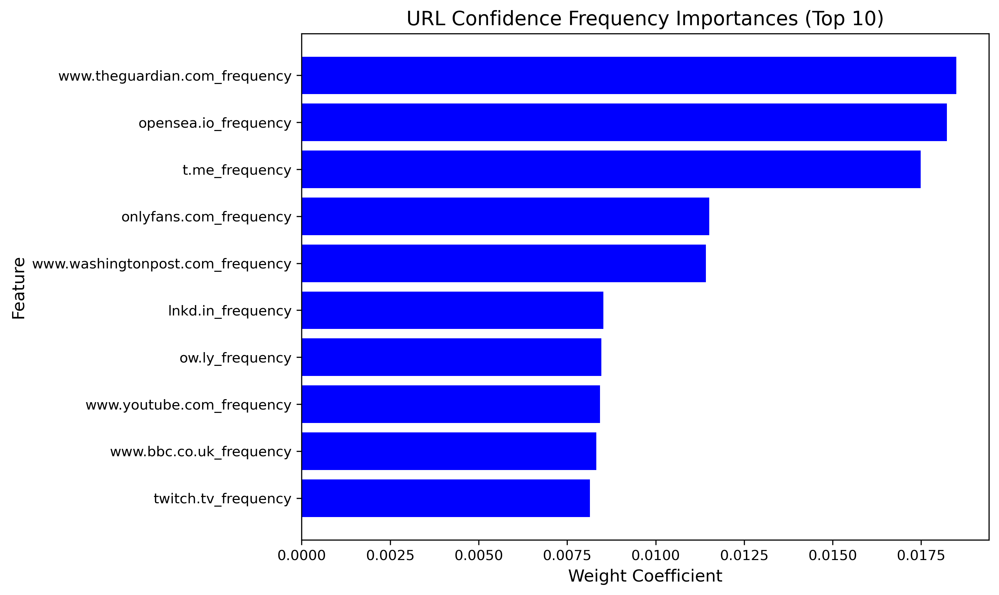 URL Confidence Frequency Importances (Top 10)
Feature
www.theguardian.com_frequency
opensea.io_frequency
t.me_frequency
onlyfans.com_frequency
www.washingtonpost.com_frequency
lnkd.in_frequency
ow.ly_frequency
www.youtube.com_frequency
www.bbc.co.uk_frequency
twitch.tv_frequency
0.0000 0.0025 0.0050 0.0075 0.0100 0.0125 0.0150 0.0175
Weight Coefficient